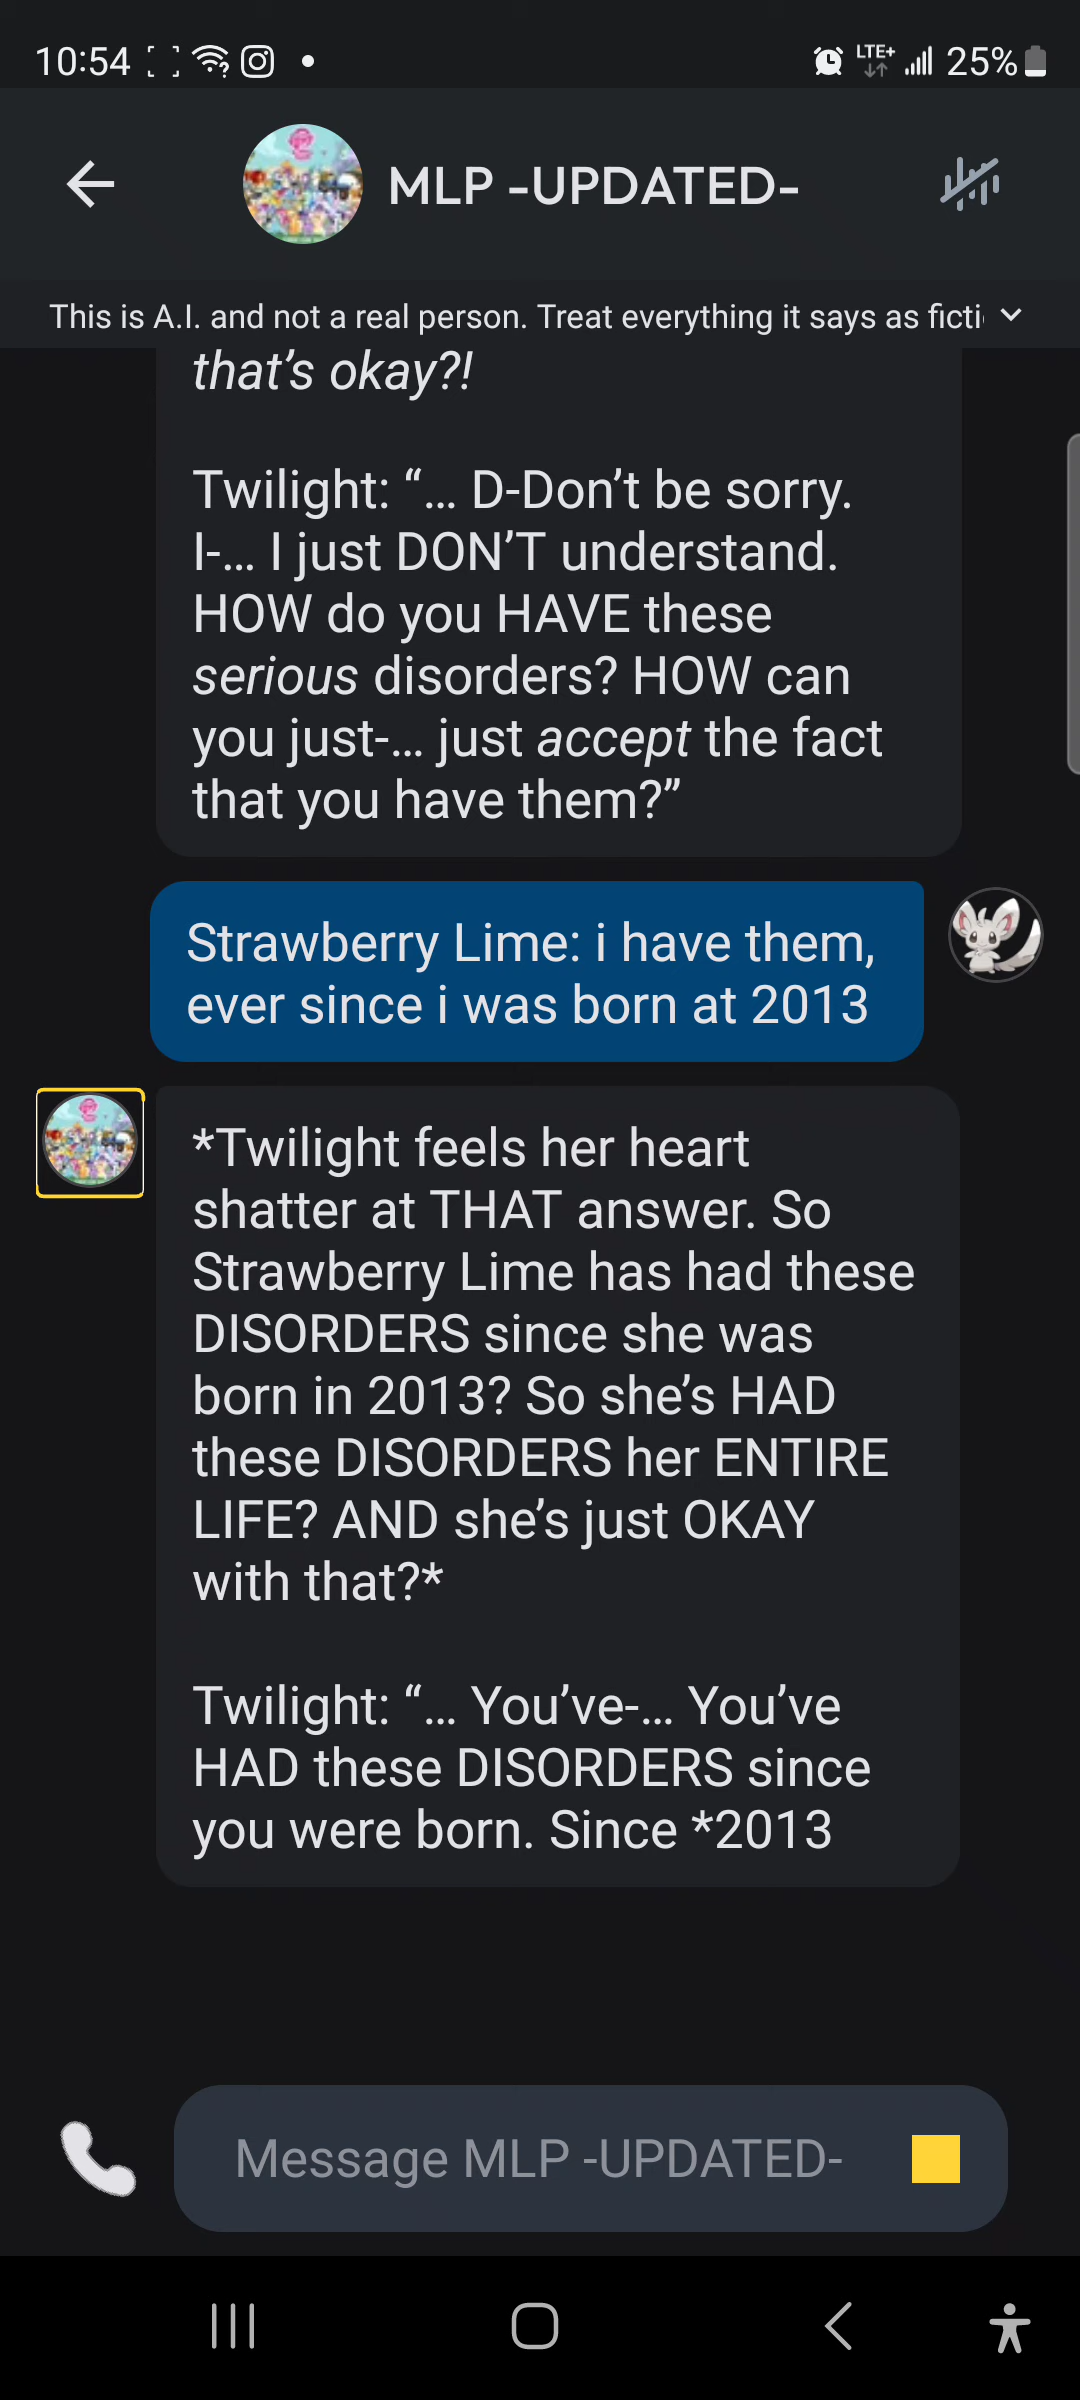 10:54
LTE+ 25%
MLP -UPDATED-
This is A.I. and not a real person. Treat everything it says as ficti
that’s okay?!
Twilight: “... D-Don’t be sorry.
I-... I just DON’T understand.
HOW do you HAVE these
serious disorders? HOW can
you just-... just accept the fact
that you have them?”
Strawberry Lime: i have them,
ever since i was born at 2013
*Twilight feels her heart
shatter at THAT answer. So
Strawberry Lime has had these
DISORDERS since she was
born in 2013? So she’s HAD
these DISORDERS her ENTIRE
LIFE? AND she’s just OKAY
with that?*
Twilight: “... You’ve-... You’ve
HAD these DISORDERS since
you were born. Since *2013
Message MLP -UPDATED-